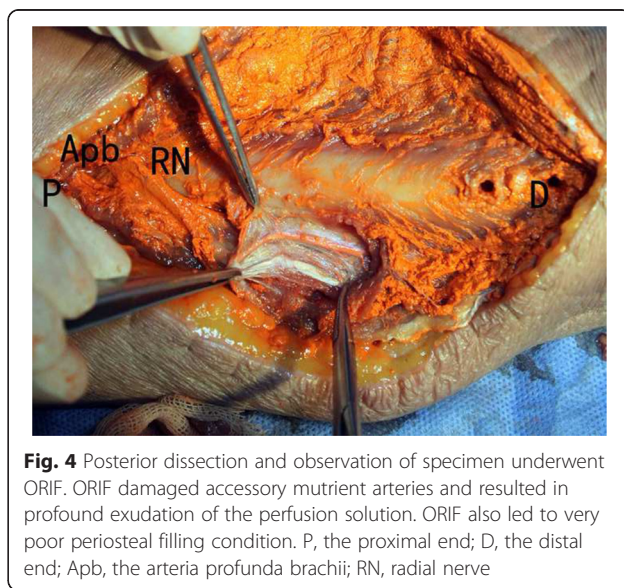 Apb
RN
P
D
Fig. 4 Posterior dissection and observation of specimen underwent
ORIF. ORIF damaged accessory mutrient arteries and resulted in
profound exudation of the perfusion solution. ORIF also led to very
poor periosteal filling condition. P, the proximal end; D, the distal
end; Apb, the arteria profunda brachii; RN, radial nerve